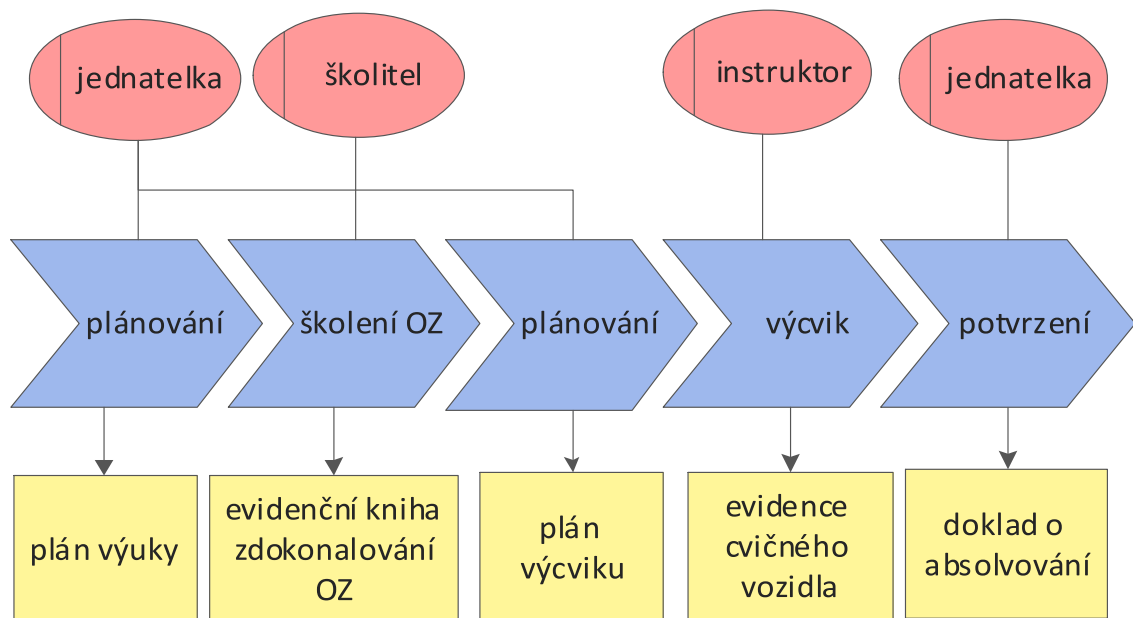 jednatelka
školitel
instruktor
jednatelka
plánování
školení OZ
plánování
výcvik
potvrzení
plán výuky
evidenční kniha
zdokonalování
OZ
plán
výcviku
evidence
cvičného
vozidla
doklad o
absolvování